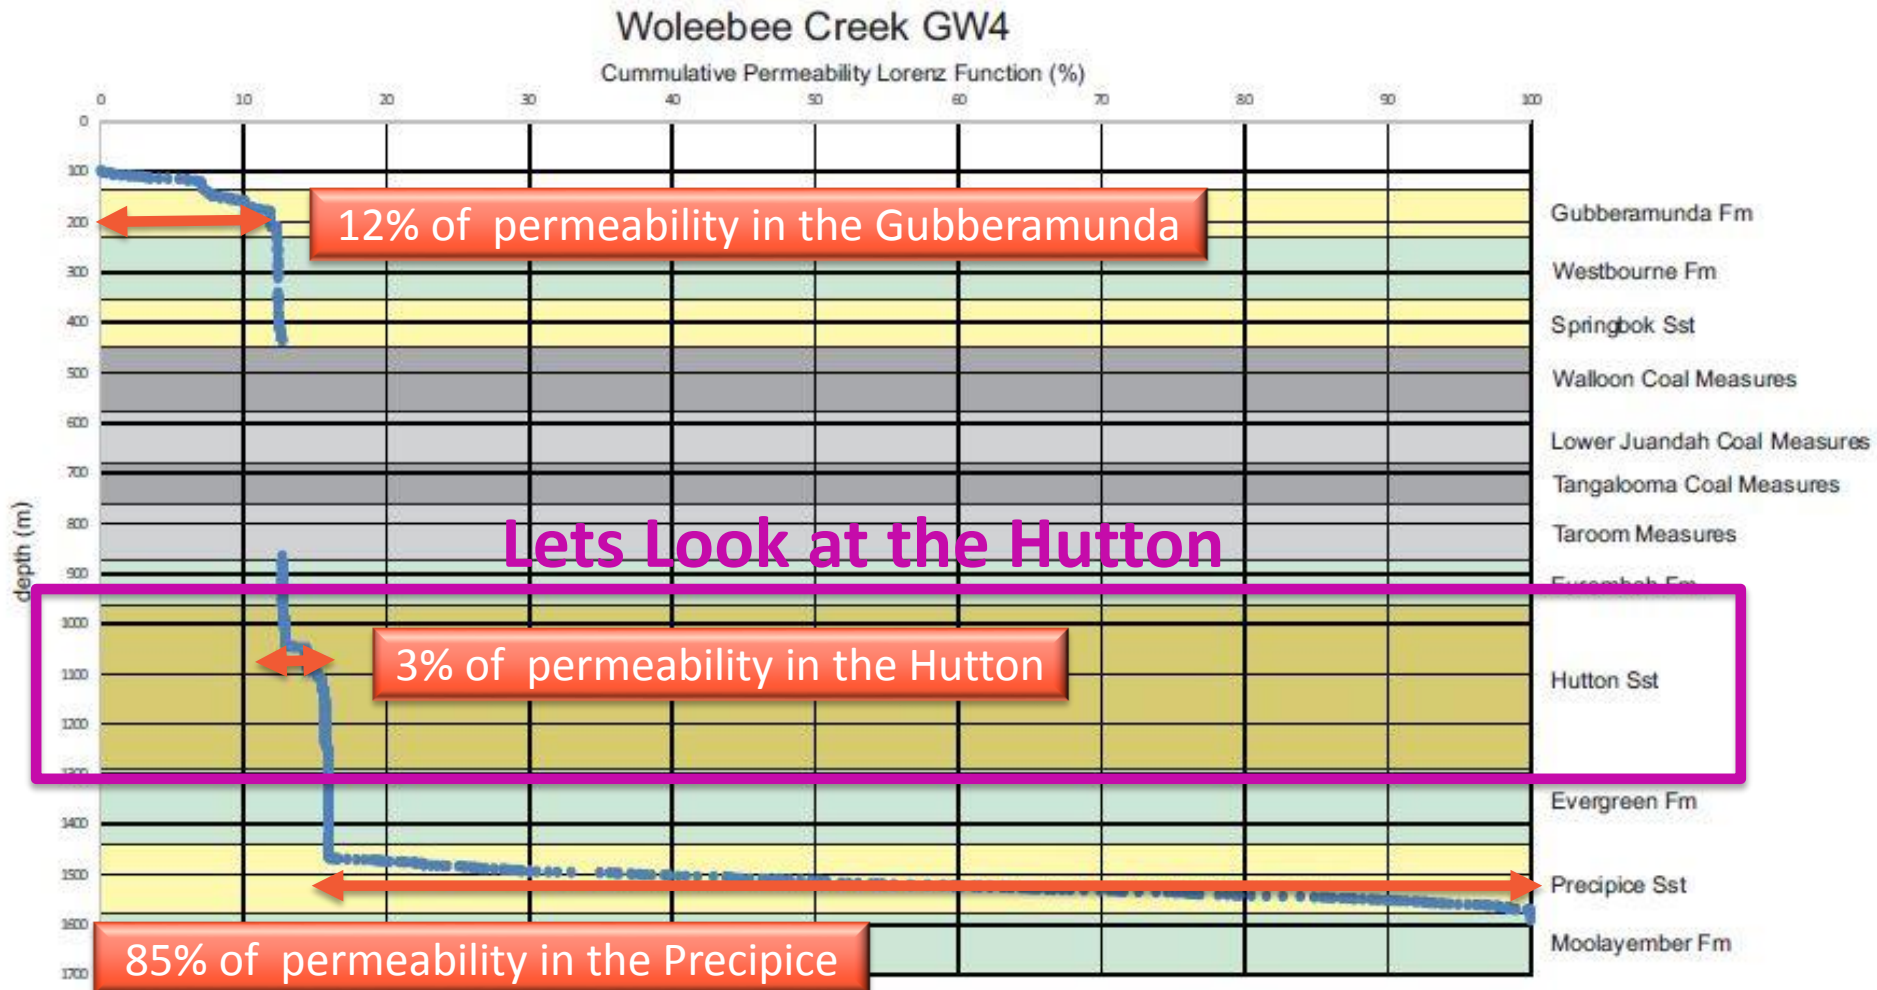 Woleebee Creek GW4
Cummulative Permeability Lorenz Function (%)
0 10 20 30 40 50 60 70 80 90 100
0
100
200
300
400
500
600
700
800
900
1000
1100
1200
1300
1400
1500
1600
1700
depth (m)
12% of permeability in the Gubberamunda
Lets Look at the Hutton
3% of permeability in the Hutton
85% of permeability in the Precipice
Gubberamunda Fm
Westbourne Fm
Springbok Sst
Walloon Coal Measures
Lower Juandah Coal Measures
Tangalooma Coal Measures
Taroom Measures
Fm
Hutton Sst
Evergreen Fm
Precipice Sst
Moolayember Fm